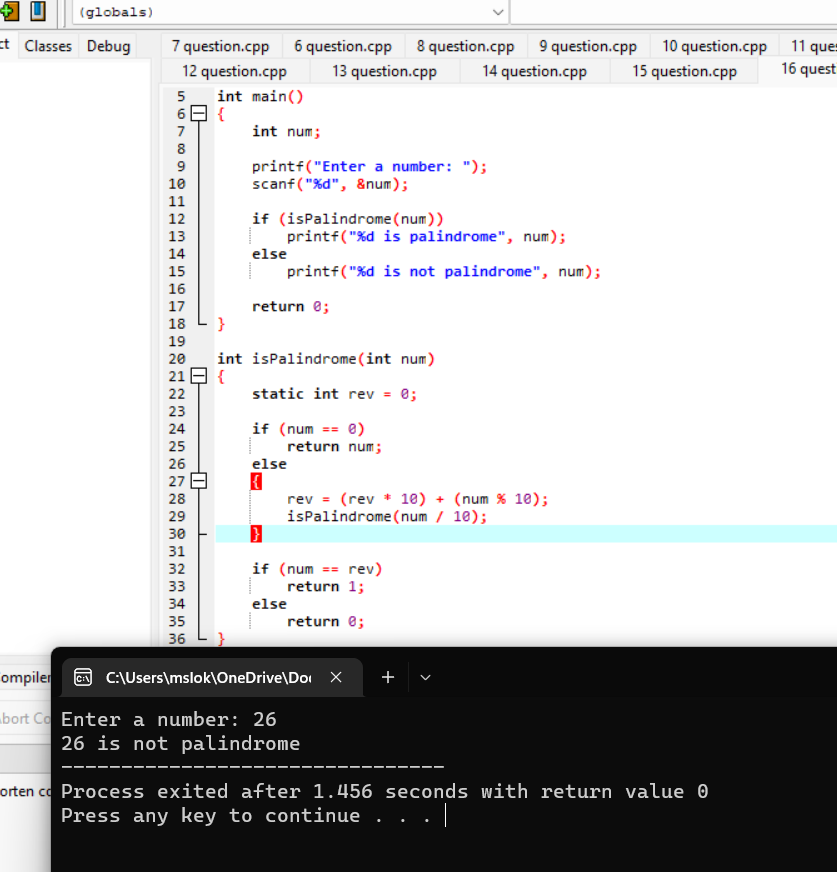 (globals)
ct Classes Debug
7 question.cpp 6 question.cpp 8 question.cpp 9 question.cpp 10 question.cpp 11 ques
12 question.cpp 13 question.cpp 14 question.cpp 15 question.cpp 16 quest
5 int main()
6 {
7 int num;
8
9 printf("Enter a number: ");
10 scanf("%d", &num);
11
12 if (isPalindrome(num))
13 printf("%d is palindrome", num);
14 else
15 printf("%d is not palindrome", num);
16
17 return 0;
18 }
19
20 int isPalindrome(int num)
21 {
22 static int rev = 0;
23
24 if (num == 0)
25 return num;
26 else
27 {
28 rev = (rev * 10) + (num % 10);
29 isPalindrome(num / 10);
30 }
31
32 if (num == rev)
33 return 1;
34 else
35 return 0;
36 }
ompiler
bort Co
orten co
C:\Users\mslok\OneDrive\Do
Enter a number: 26
26 is not palindrome
--------------------------------
Process exited after 1.456 seconds with return value 0
Press any key to continue . . .